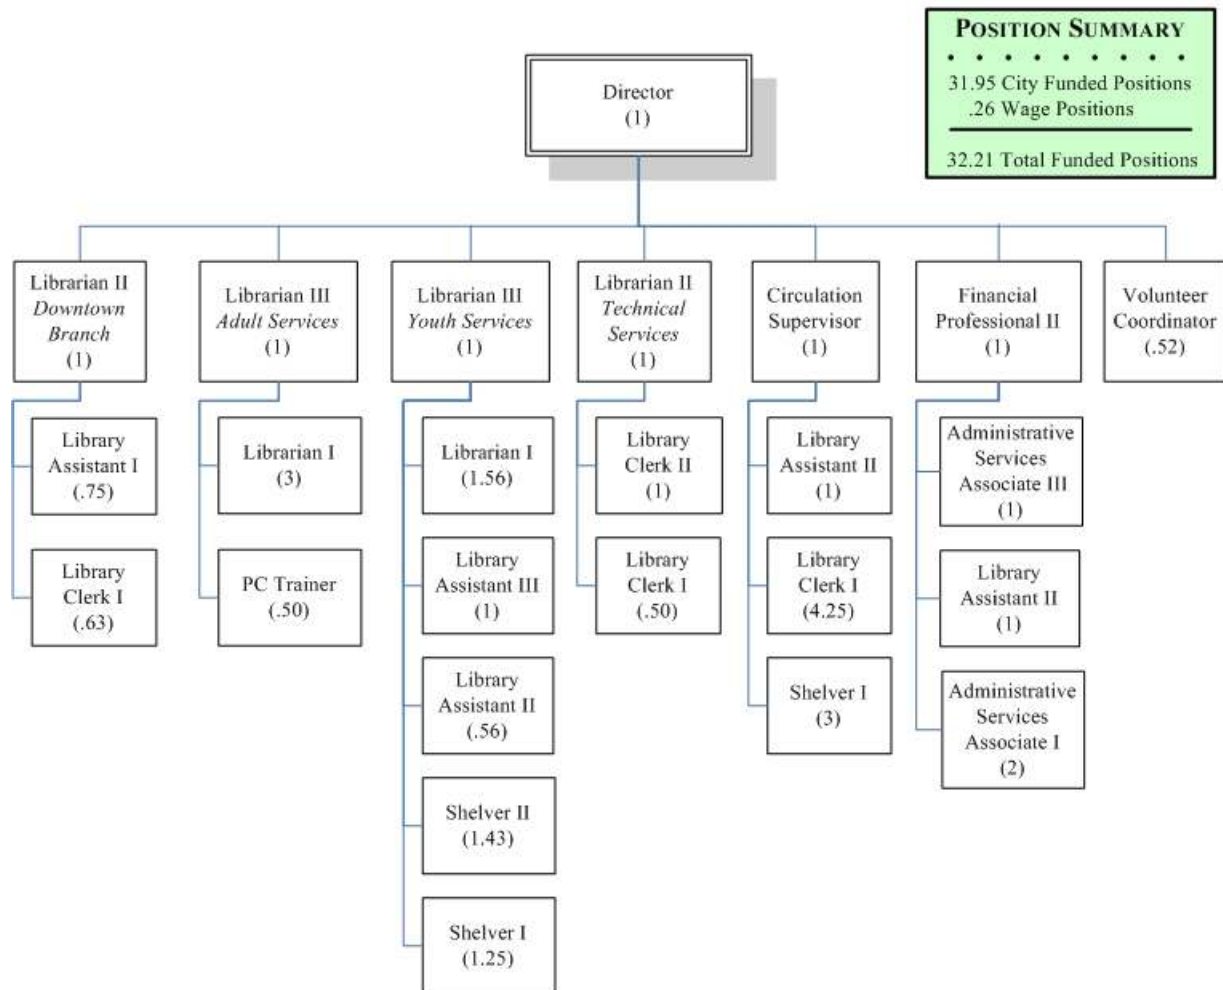 POSITION SUMMARY
31.95 City Funded Positions
.26 Wage Positions
32.21 Total Funded Positions
Director
(1)
Librarian II
Downtown
Branch
(1)
Librarian III
Adult Services
(1)
Librarian III
Youth Services
(1)
Librarian II
Technical
Services
(1)
Circulation
Supervisor
(1)
Financial
Professional II
(1)
Volunteer
Coordinator
(.52)
Library
Assistant I
(.75)
Library
Clerk I
(.63)
Librarian I
(3)
PC Trainer
(.50)
Librarian I
(1.56)
Library
Assistant III
(1)
Library
Assistant II
(.56)
Shelver II
(1.43)
Shelver I
(1.25)
Library
Clerk II
(1)
Library
Clerk I
(.50)
Library
Assistant II
(1)
Library
Clerk I
(4.25)
Shelver I
(3)
Administrative
Services
Associate III
(1)
Library
Assistant II
(1)
Administrative
Services
Associate I
(2)